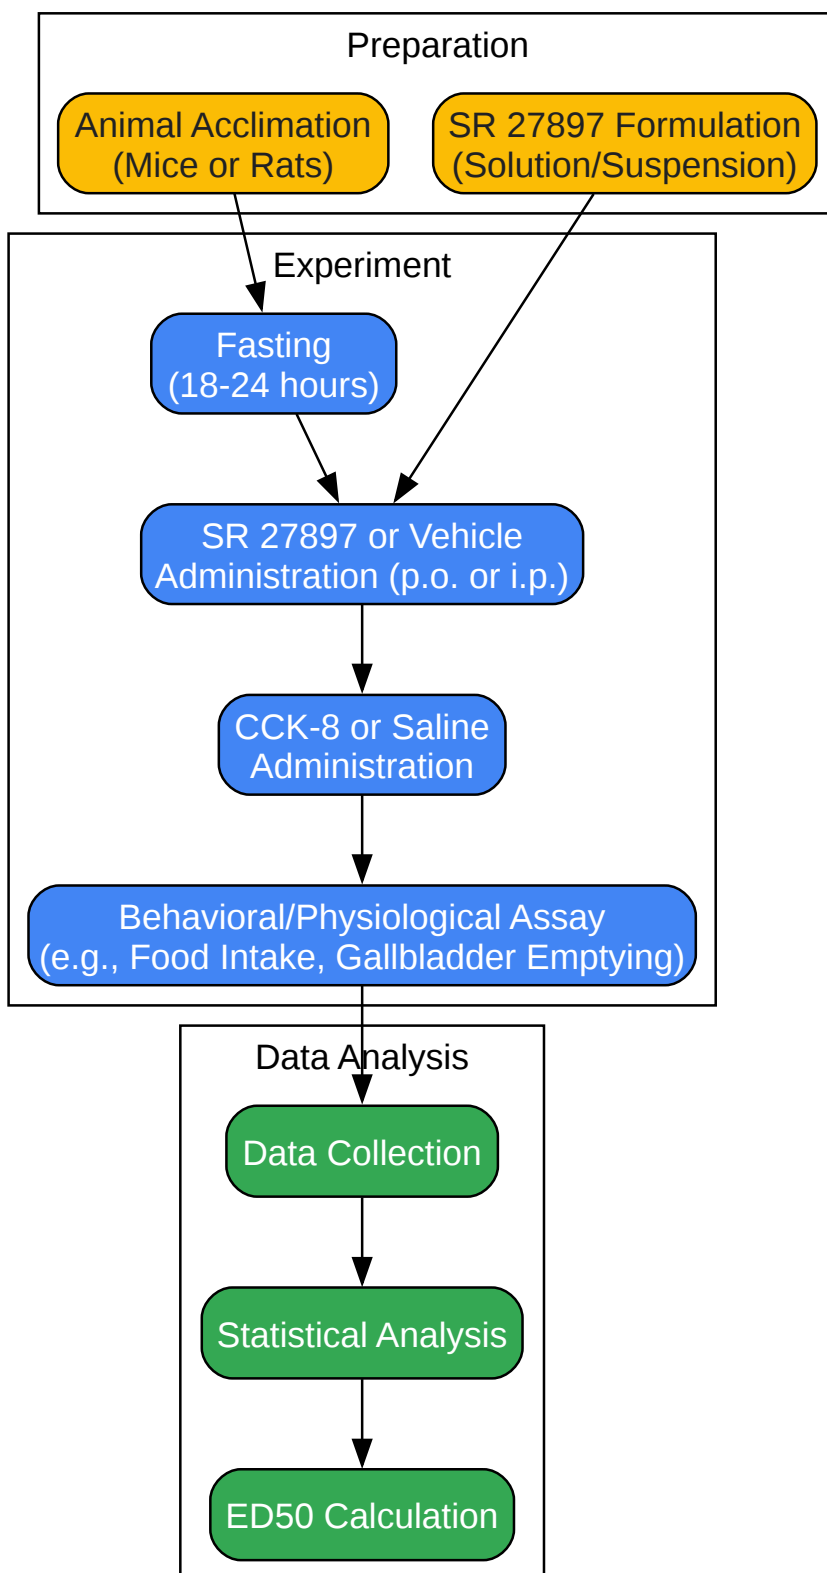 Preparation
Animal Acclimation
(Mice or Rats)
SR 27897 Formulation
(Solution/Suspension)
Experiment
Fasting
(18-24 hours)
SR 27897 or Vehicle
Administration (p.o. or i.p.)
CCK-8 or Saline
Administration
Behavioral/Physiological Assay
(e.g., Food Intake, Gallbladder Emptying)
Data Analysis
Data Collection
Statistical Analysis
ED50 Calculation